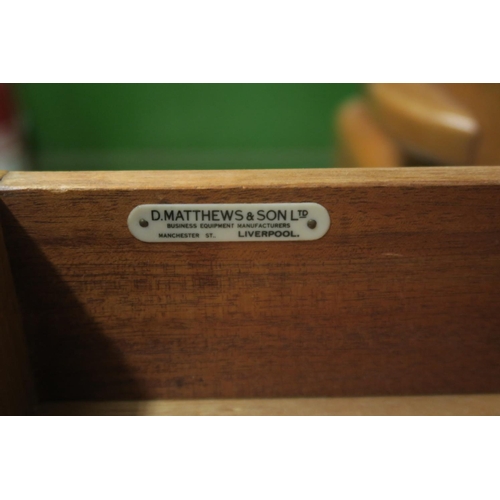 D. MATTHEWS & SON LTD
BUSINESS EQUIPMENT MANUFACTURERS
MANCHESTER ST. LIVERPOOL.